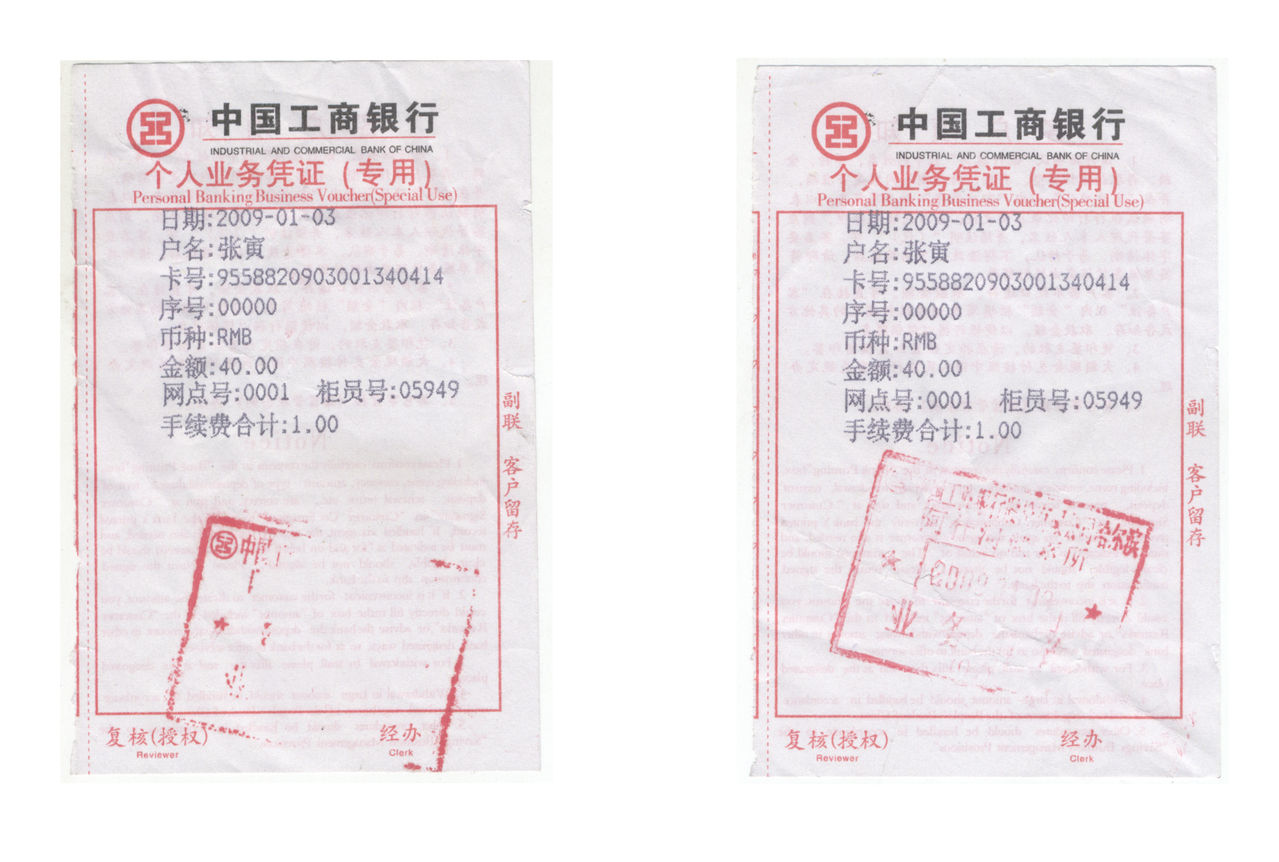 中国工商银行
INDUSTRIAL AND COMMERCIAL BANK OF CHINA
个人业务凭证(专用)
Personal Banking Business Voucher(Special Use)
日期:2009-01-03
户名:张寅
卡号:9558820903001340414
序号:00000
币种:RMB
金额:40.00
网点号:0001 柜员号:05949
手续费合计:1.00
副联 客户留存
中国
复核(授权)
Reviewer
经办
Clerk
中国工商银行
INDUSTRIAL AND COMMERCIAL BANK OF CHINA
个人业务凭证(专用)
Personal Banking Business Voucher(Special Use)
日期:2009-01-03
户名:张寅
卡号:9558820903001340414
序号:00000
币种:RMB
金额:40.00
网点号:0001 柜员号:05949
手续费合计:1.00
副联 客户留存
复核(授权)
Reviewer
经办
Clerk